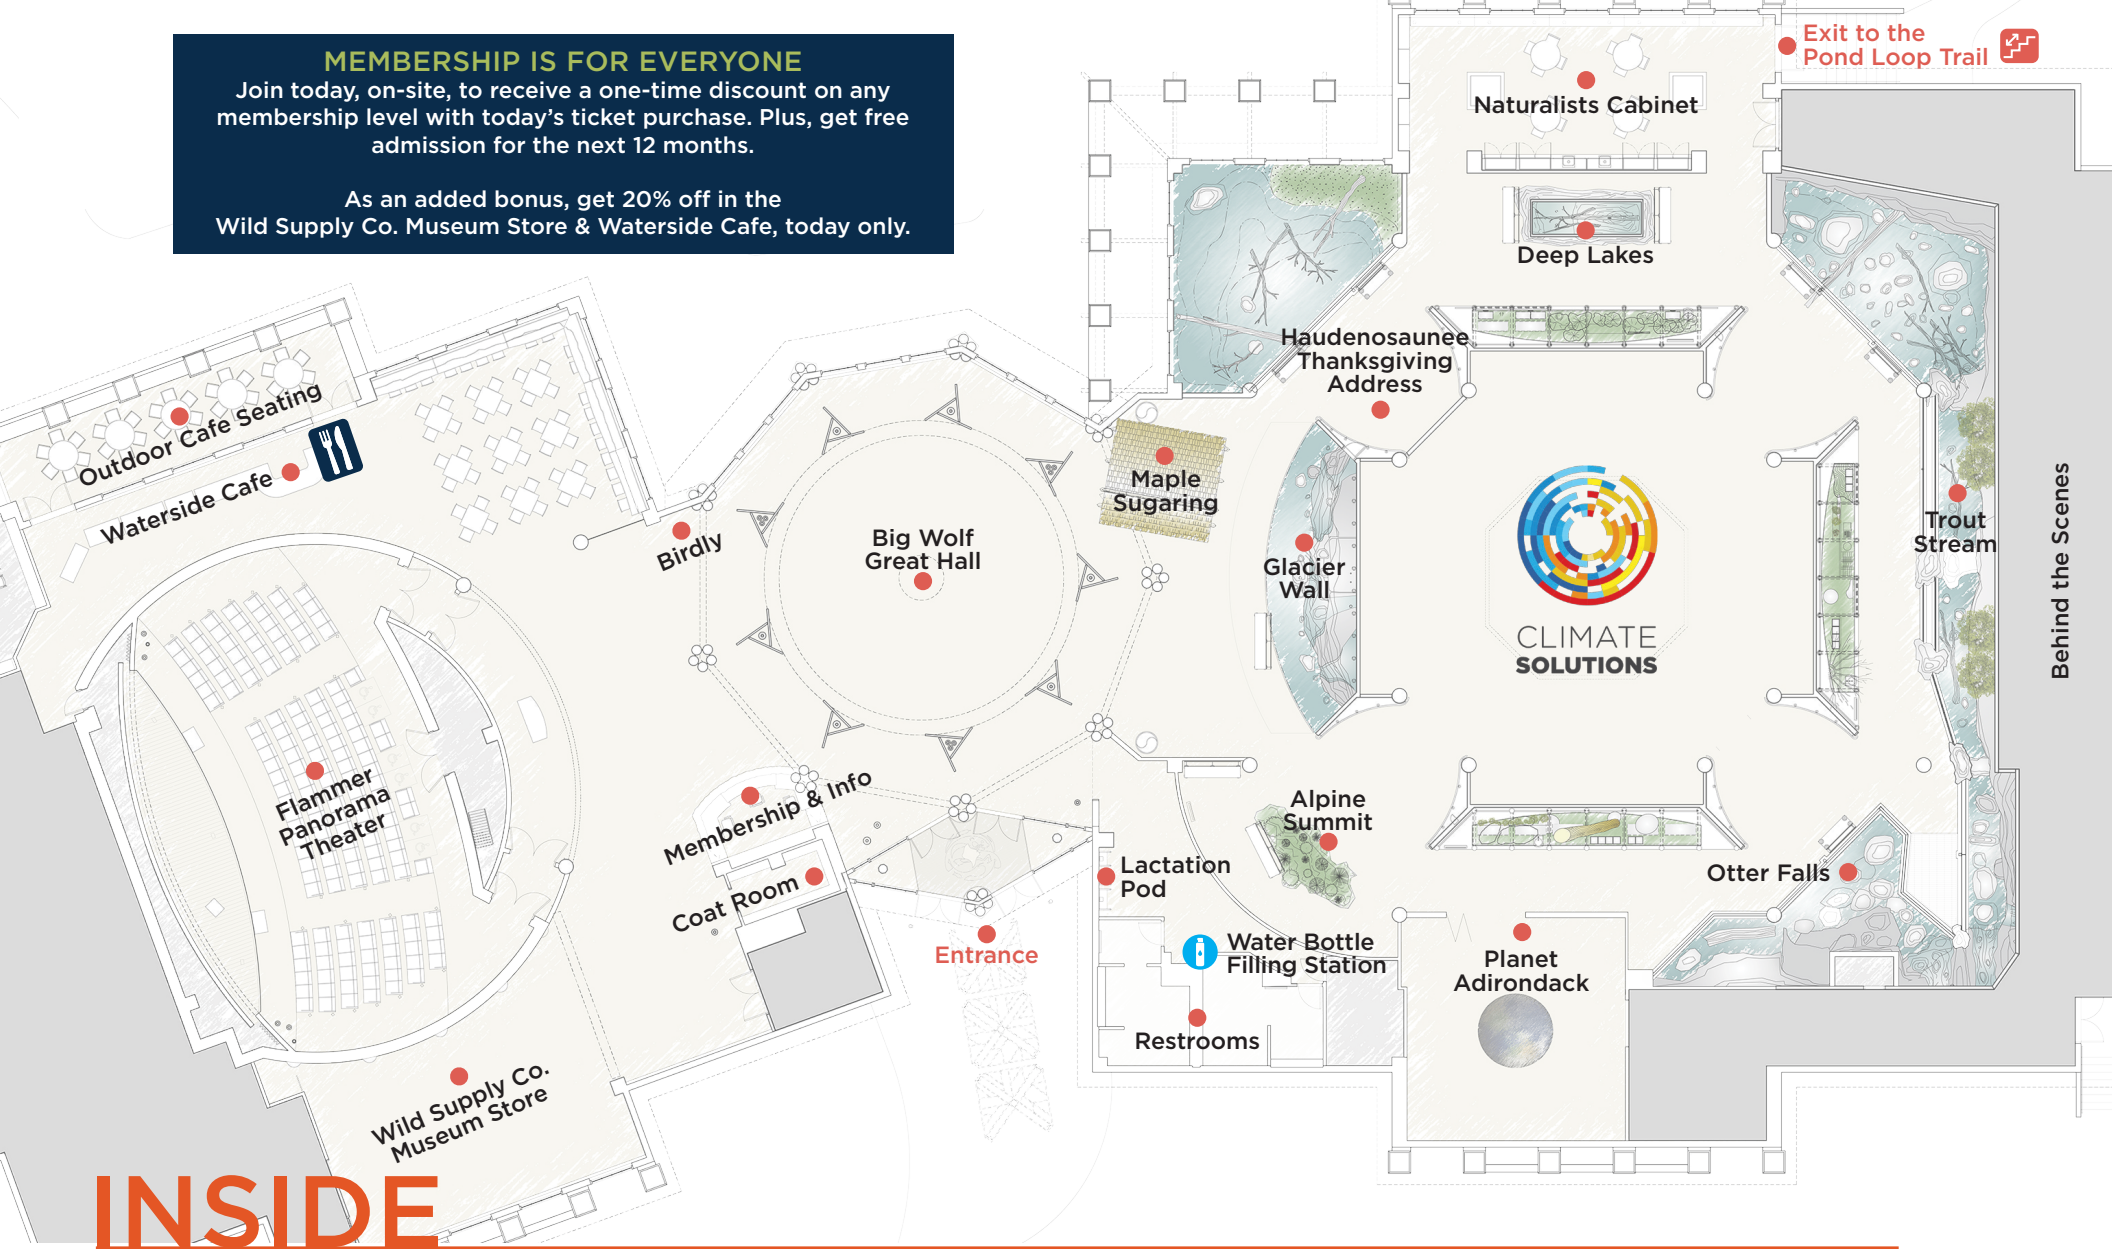 MEMBERSHIP IS FOR EVERYONE
Join today, on-site, to receive a one-time discount on any
membership level with today's ticket purchase. Plus, get free
admission for the next 12 months.
As an added bonus, get 20% off in the
Wild Supply Co. Museum Store & Waterside Cafe, today only.
Exit to the
Pond Loop Trail
Naturalists Cabinet
Deep Lakes
Haudenosaunee
Thanksgiving
Address
Outdoor Cafe Seating
Waterside Cafe
Birdly
Big Wolf
Great Hall
Maple
Sugaring
Glacier
Wall
CLIMATE
SOLUTIONS
Trout
Stream
Behind the Scenes
Flammer
Panorama
Theater
Membership & Info
Coat Room
Entrance
Lactation
Pod
Alpine
Summit
Otter Falls
Water Bottle
Filling Station
Planet
Adirondack
Restrooms
Wild Supply Co.
Museum Store
INSIDE